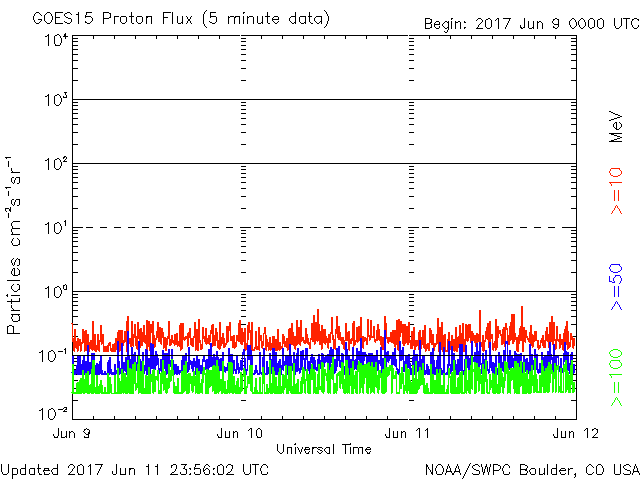 GOES15 Proton Flux (5 minute data)
Begin: 2017 Jun 9 0000 UTC
10⁴
10³
10²
10¹
10⁰
10⁻¹
10⁻²
Particles cm⁻²s⁻¹sr⁻¹
MeV
>=10
>=50
>=100
Jun 9
Jun 10
Jun 11
Jun 12
Universal Time
Updated 2017 Jun 11 23:56:02 UTC
NOAA/SWPC Boulder, CO USA